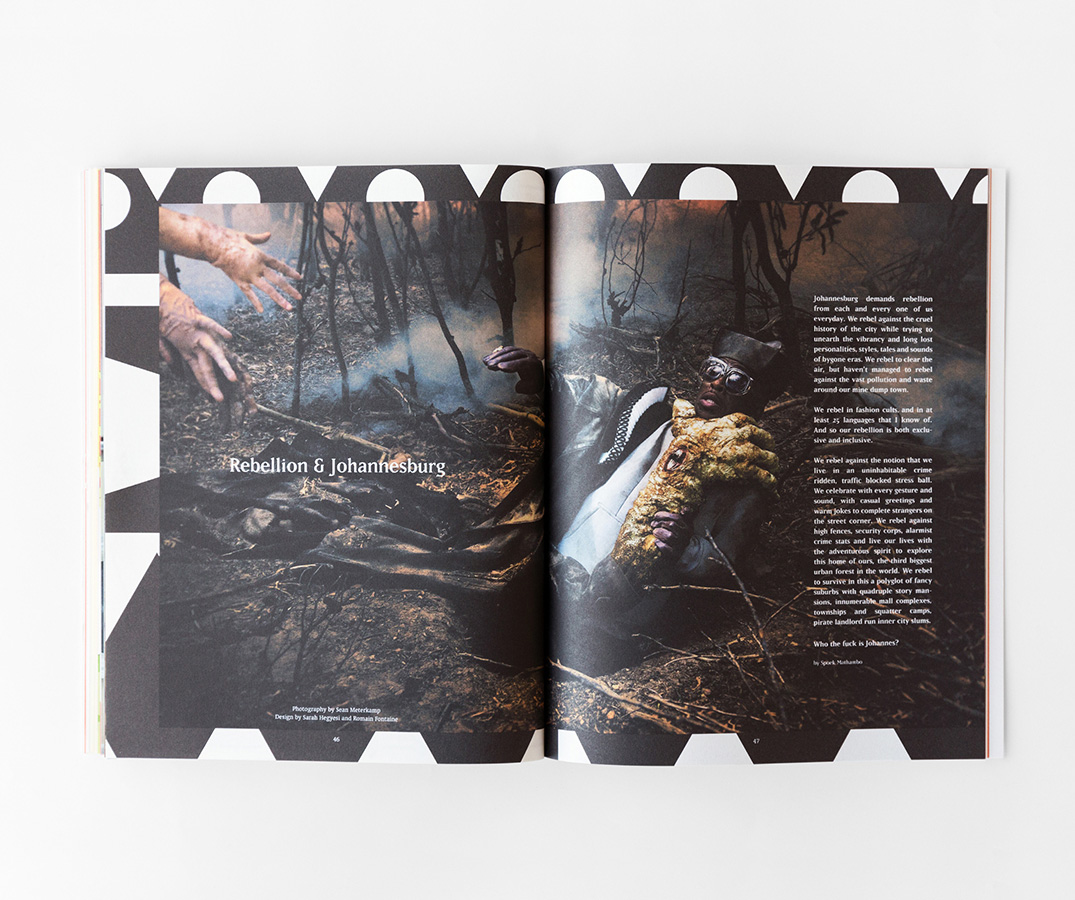 Rebellion & Johannesburg
Photography by Sean Meterkamp
Design by Sarah Hegyesi and Romain Fontaine
46
Johannesburg demands rebellion
from each and every one of us
everyday. We rebel against the cruel
history of the city while trying to
unearth the vibrancy and long lost
personalities, styles, tales and sounds
of bygone eras. We rebel to clear the
air, but haven't managed to rebel
against the vast pollution and waste
around our mine dump town.
We rebel in fashion cults, and in at
least 25 languages that I know of.
And so our rebellion is both exclu-
sive and inclusive.
We rebel against the notion that we
live in an uninhabitable crime
ridden, traffic blocked stress ball.
We celebrate with every gesture and
sound, with casual greetings and
warm jokes to complete strangers on
the street corner. We rebel against
high fences, security corps, alarmist
crime stats and live our lives with
the adventurous spirit to explore
this home of ours, the third biggest
urban forest in the world. We rebel
to survive in this a polyglot of fancy
suburbs with quadruple story man-
sions, innumerable mall complexes,
townships and squatter camps,
pirate landlord run inner city slums.
Who the fuck is Johannes?
by Spoek Mathambo
47